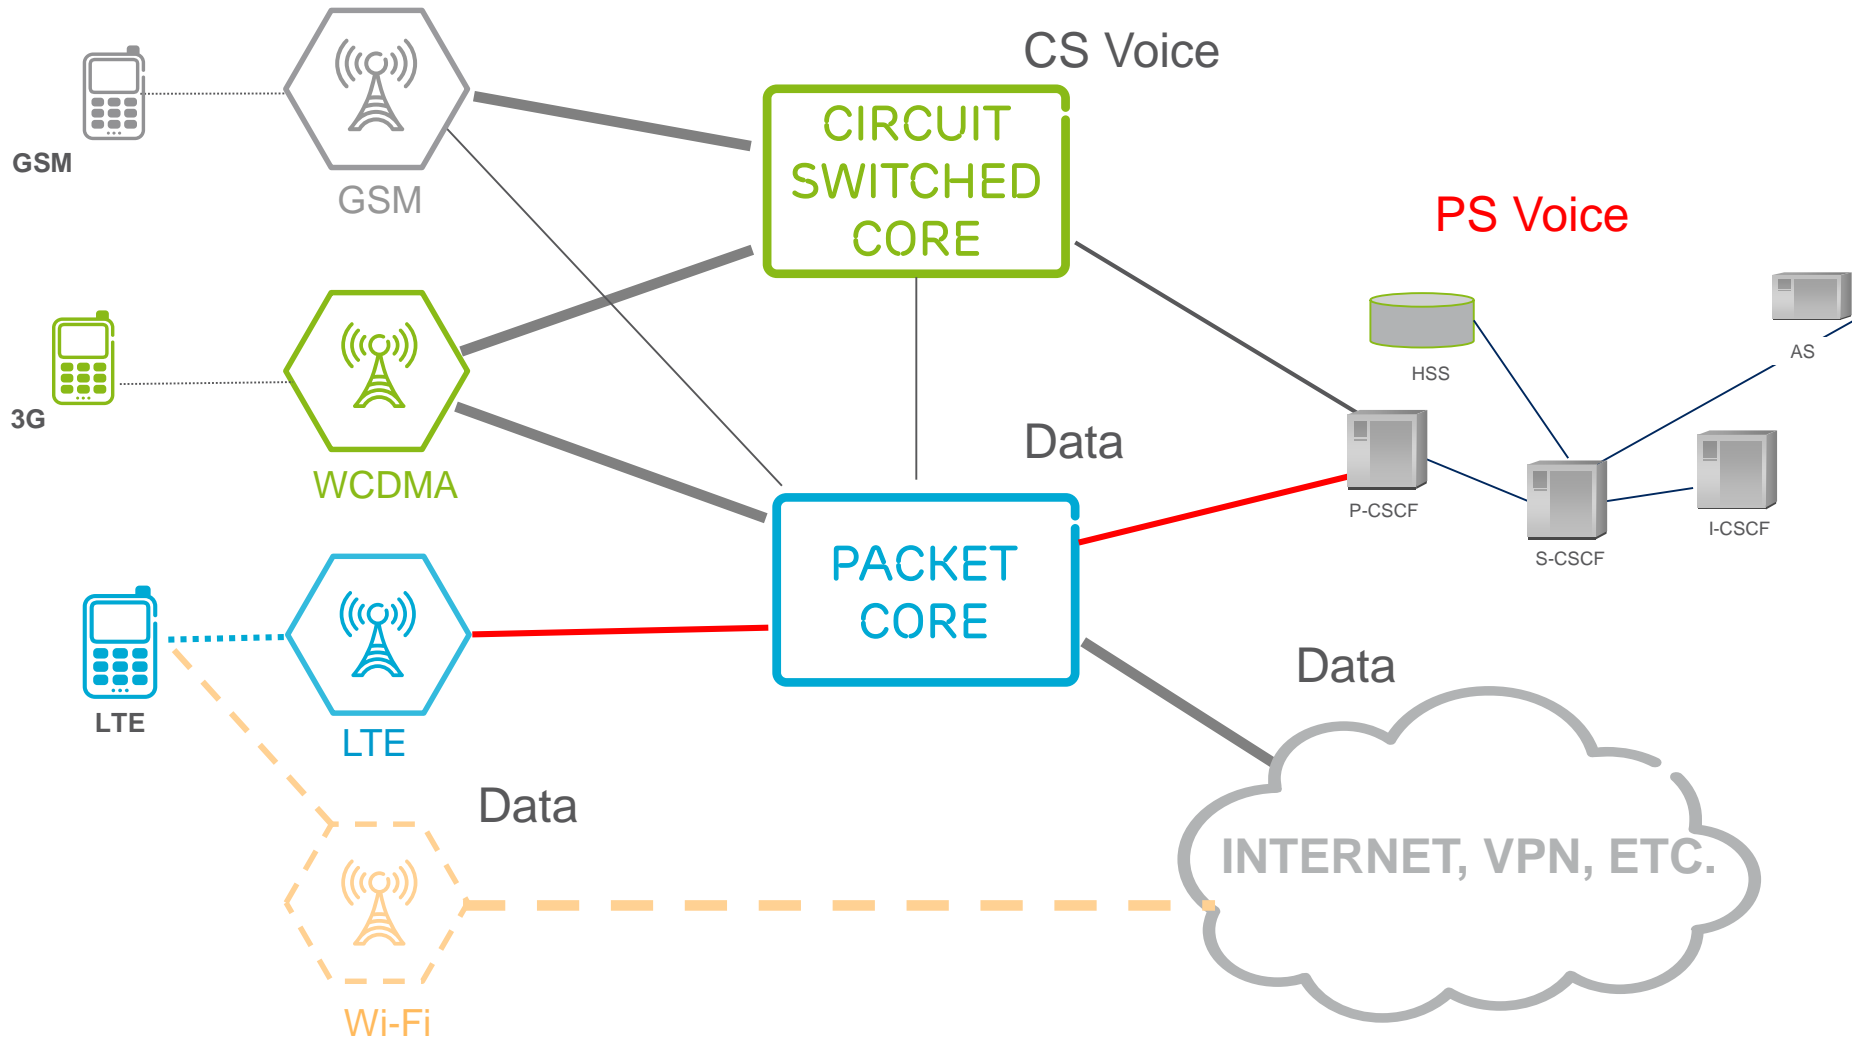 CS Voice
CIRCUIT
SWITCHED
CORE
GSM
GSM
PS Voice
HSS
AS
3G
WCDMA
Data
P-CSCF
S-CSCF
I-CSCF
PACKET
CORE
LTE
LTE
Data
Data
INTERNET, VPN, ETC.
Wi-Fi